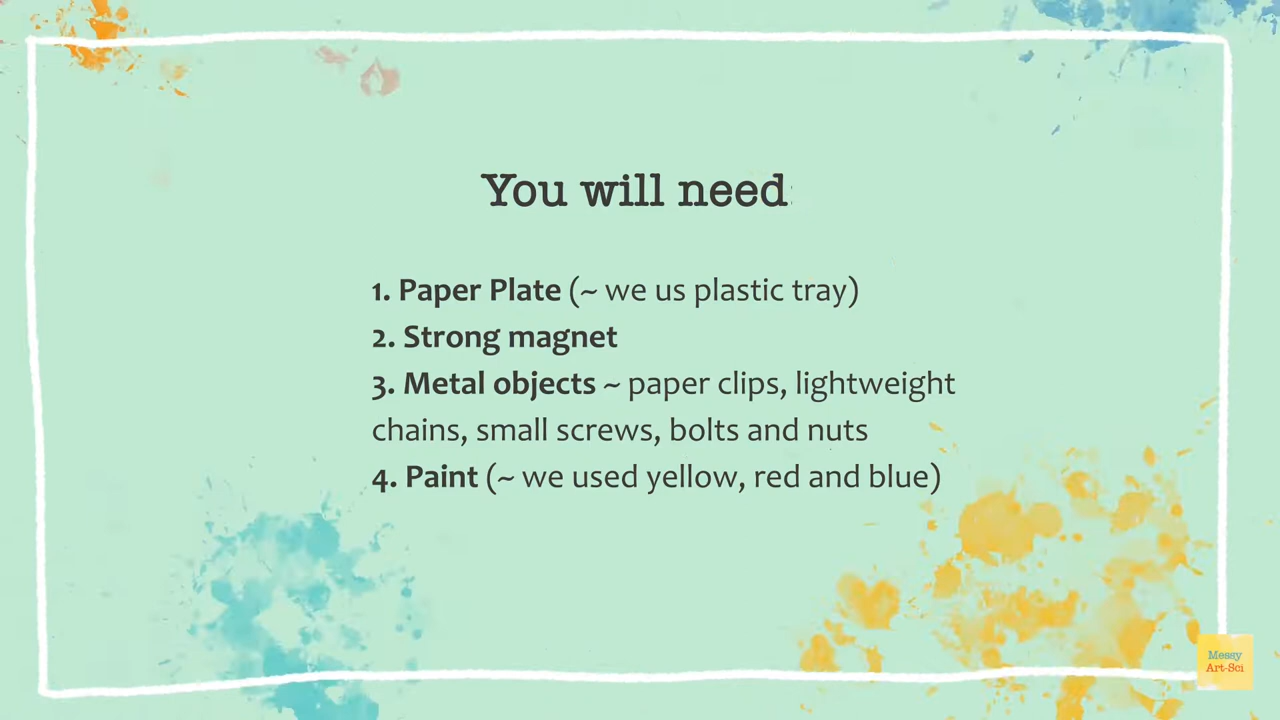 You will need:
1. Paper Plate (~ we us plastic tray)
2. Strong magnet
3. Metal objects ~ paper clips, lightweight
chains, small screws, bolts and nuts
4. Paint (~ we used yellow, red and blue)
Messy
Art-Sci